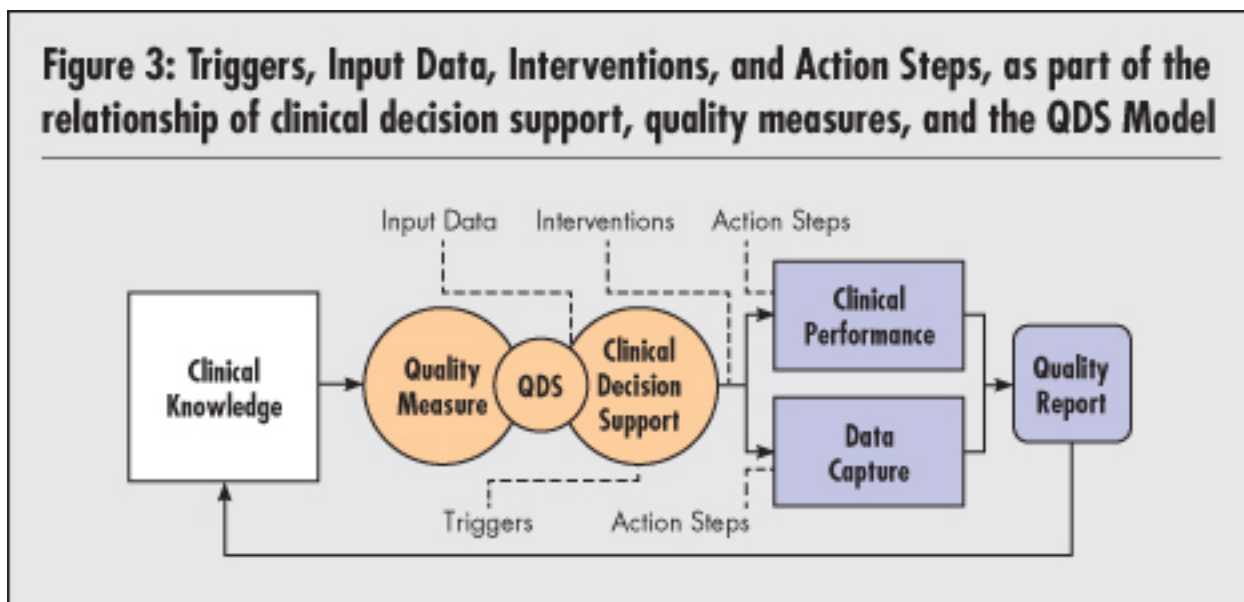 Figure 3: Triggers, Input Data, Interventions, and Action Steps, as part of the
relationship of clinical decision support, quality measures, and the QDS Model
Input Data
Interventions
Action Steps
Clinical
Knowledge
Quality
Measure
QDS
Clinical
Decision
Support
Clinical
Performance
Data
Capture
Quality
Report
Triggers
Action Steps